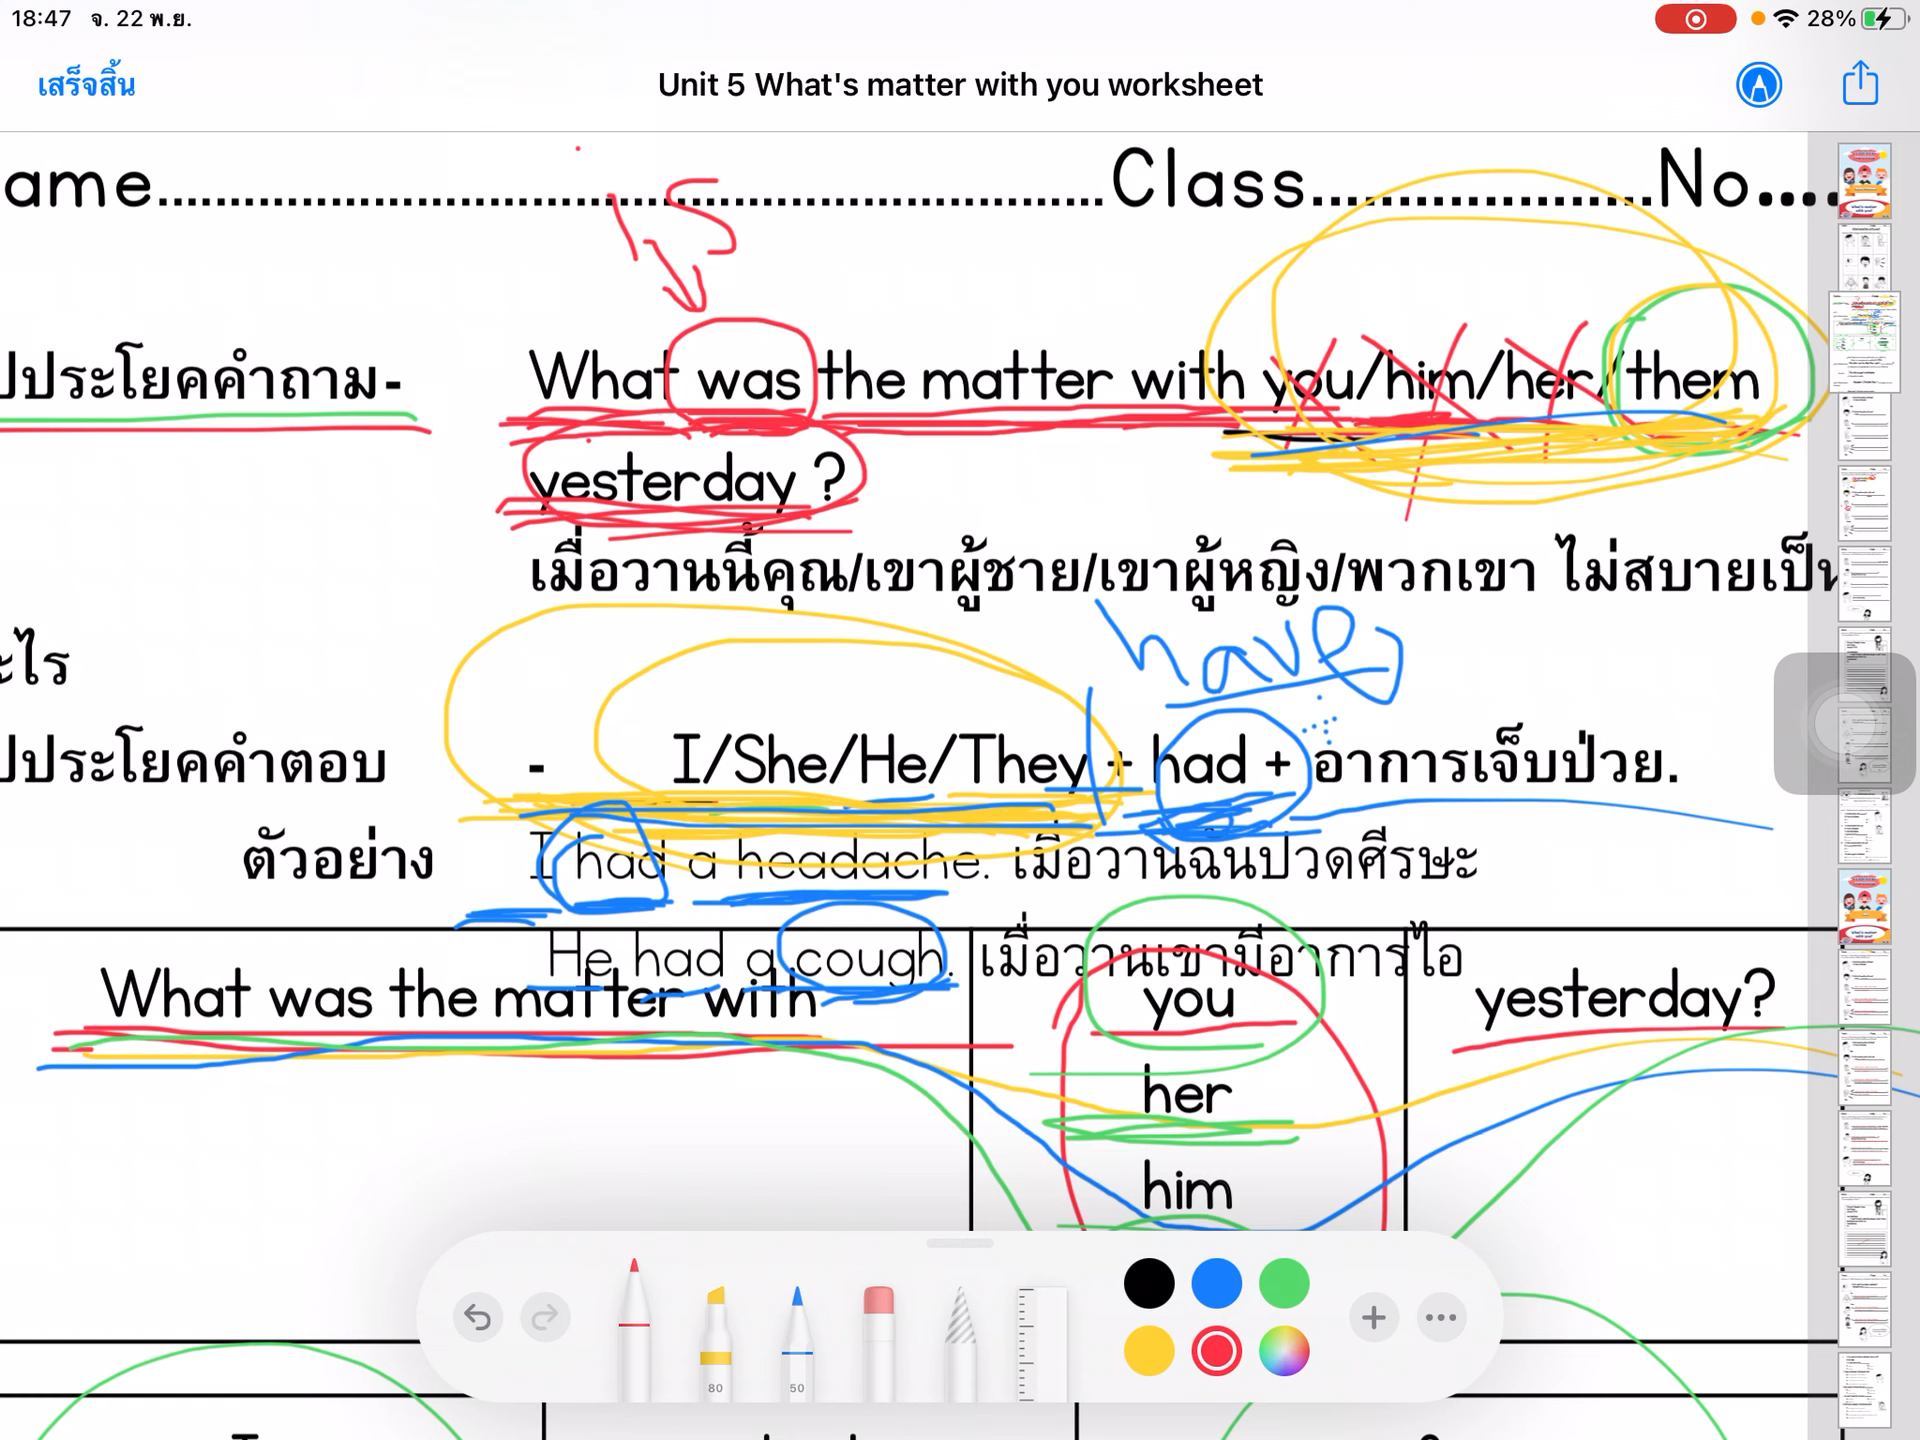 18:47 จ. 22 พ.ย. 28%
เสร็จสิ้น Unit 5 What's matter with you worksheet
ame............................................................Class....................No....
is
ประโยคคำถาม- What was the matter with you/him/her/them
yesterday ?
เมื่อวานนี้คุณ/เขาผู้ชาย/เขาผู้หญิง/พวกเขา ไม่สบายเป็น
ะไร
have
ประโยคคำตอบ - I/She/He/They + had + อาการเจ็บป่วย.
ตัวอย่าง I had a headache. เมื่อวานฉันปวดศีรษะ
He had a cough. เมื่อวานเขามีอาการไอ
What was the matter with you yesterday?
her
him
80 50